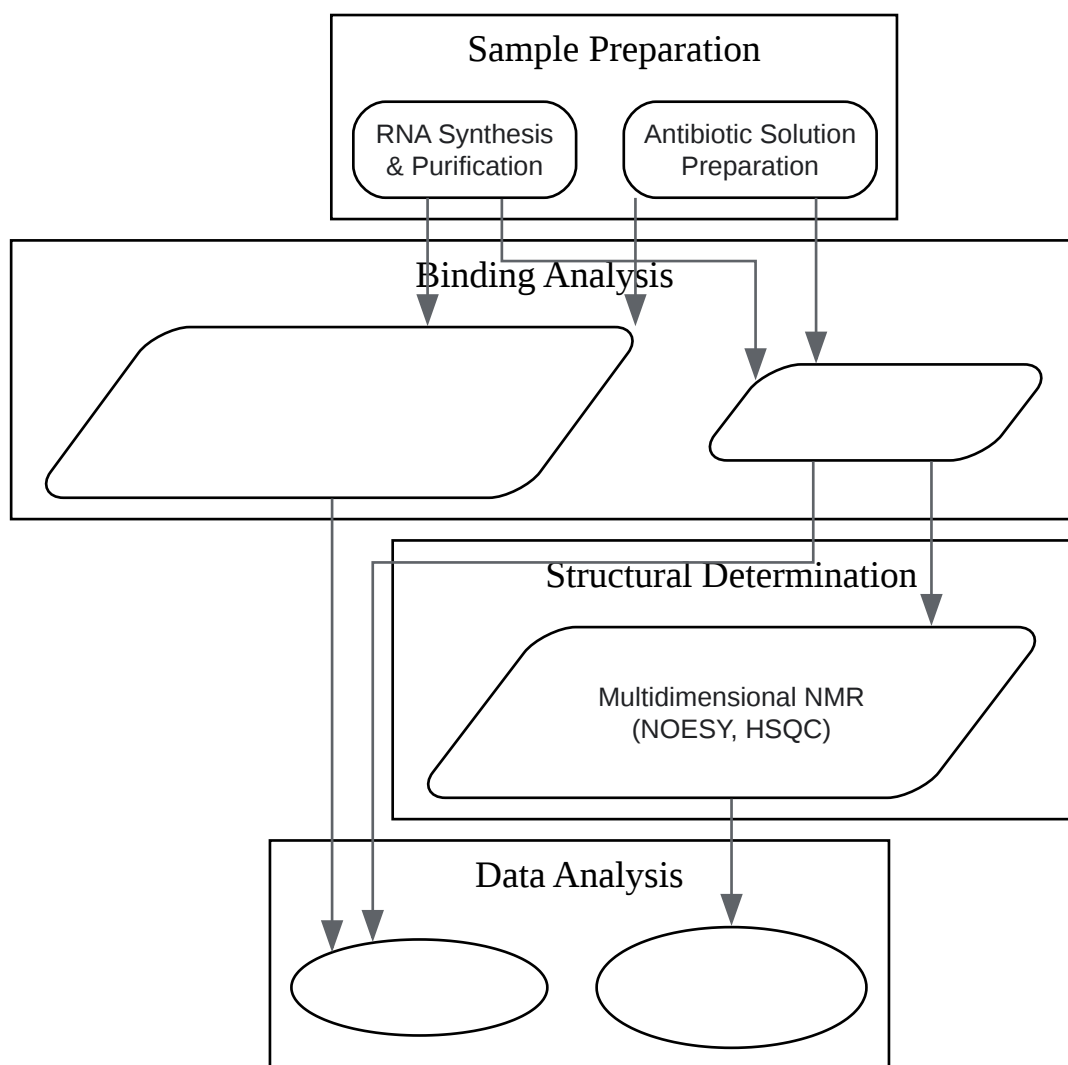 Sample Preparation
RNA Synthesis
& Purification
Antibiotic Solution
Preparation
Binding Analysis
Structural Determination
Multidimensional NMR
(NOESY, HSQC)
Data Analysis